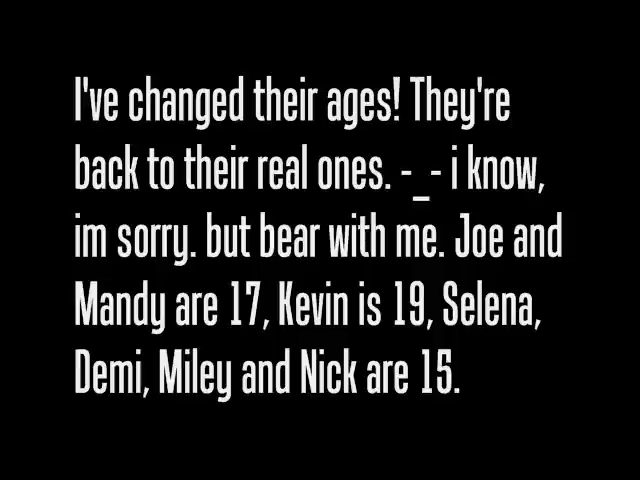 I've changed their ages! They're
back to their real ones. -_- i know,
im sorry. but bear with me. Joe and
Mandy are 17, Kevin is 19, Selena,
Demi, Miley and Nick are 15.